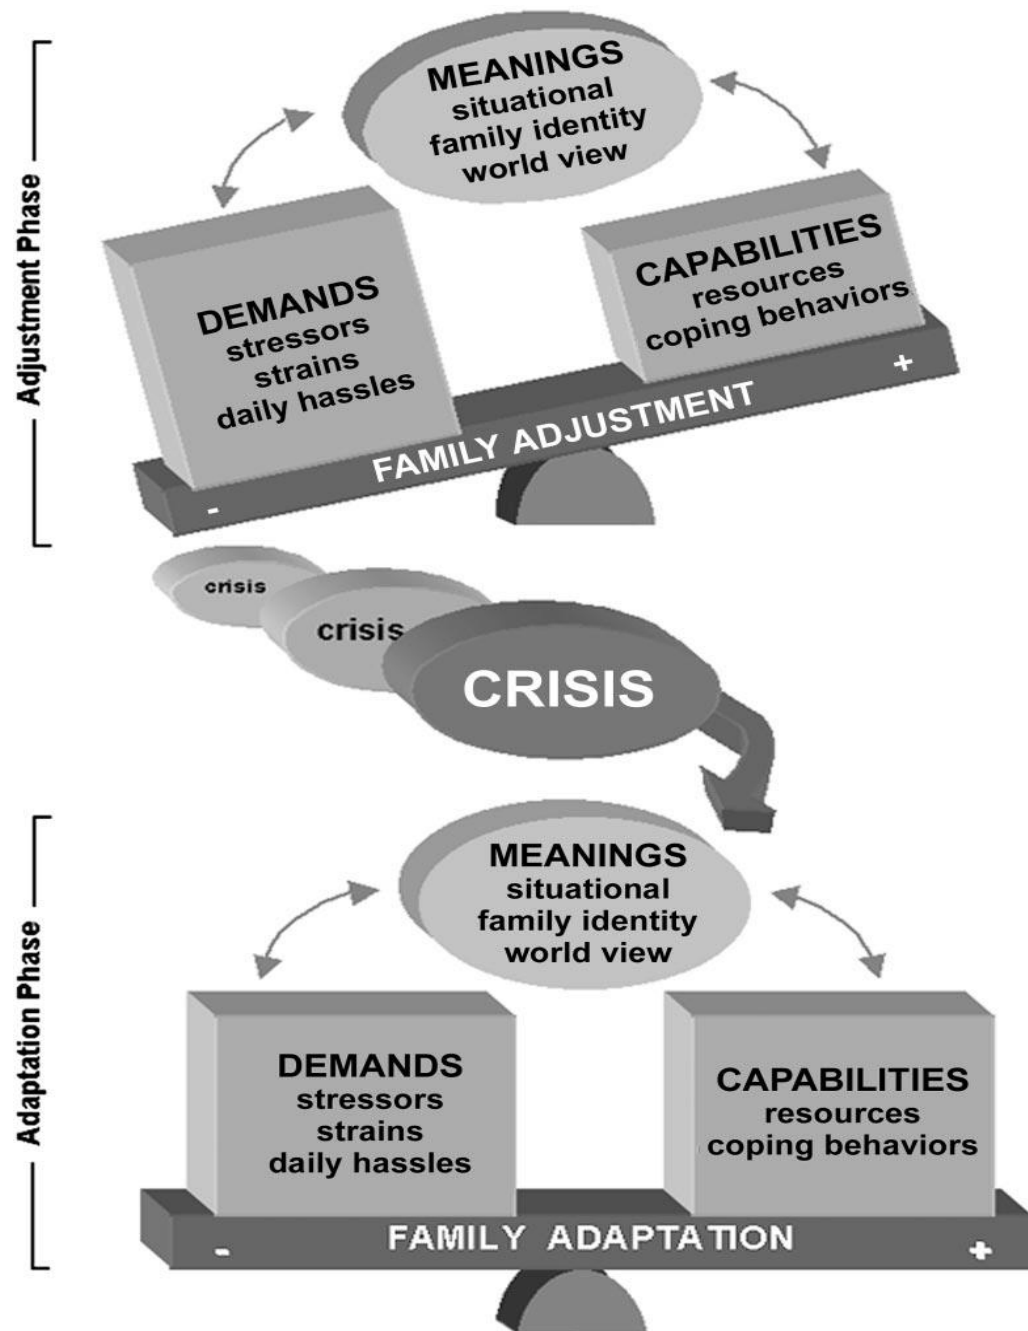 Adjustment Phase
MEANINGS
situational
family identity
world view
DEMANDS
stressors
strains
daily hassles
CAPABILITIES
resources
coping behaviors
- +
FAMILY ADJUSTMENT
crisis
crisis
CRISIS
Adaptation Phase
MEANINGS
situational
family identity
world view
DEMANDS
stressors
strains
daily hassles
CAPABILITIES
resources
coping behaviors
- +
FAMILY ADAPTATION